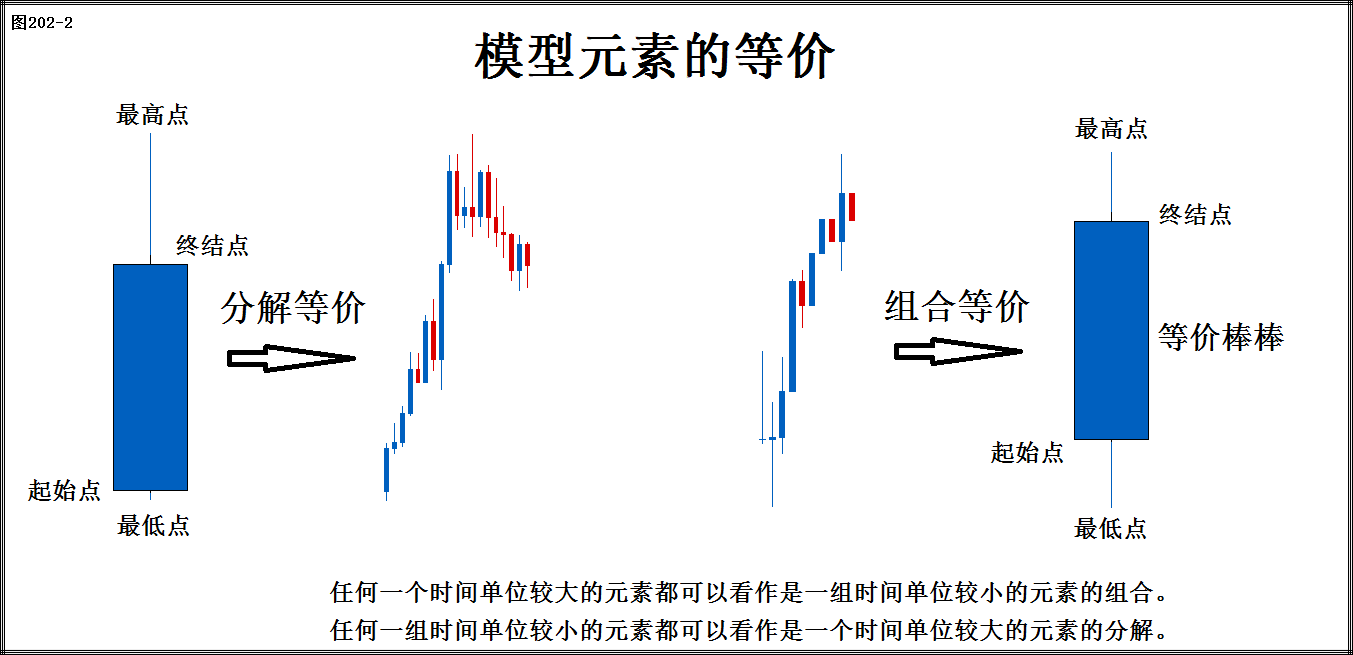 图202-2
模型元素的等价
最高点
终结点
分解等价
起始点
最低点
最高点
终结点
组合等价
等价棒棒
起始点
最低点
任何一个时间单位较大的元素都可以看作是一组时间单位较小的元素的组合。
任何一组时间单位较小的元素都可以看作是一个时间单位较大的元素的分解。